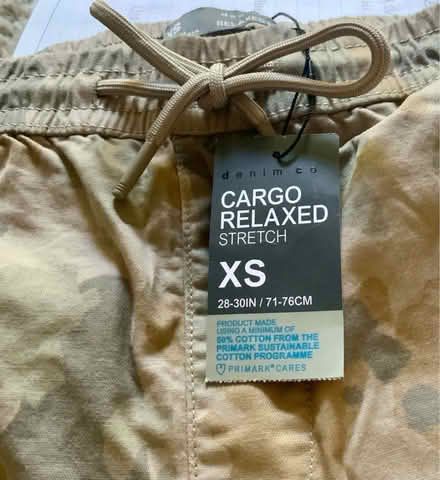 denim co
CARGO
RELAXED
STRETCH
XS
28-30IN / 71-76CM
PRODUCT MADE
USING A MINIMUM OF
50% COTTON FROM THE
PRIMARK SUSTAINABLE
COTTON PROGRAMME
PRIMARK® CARES